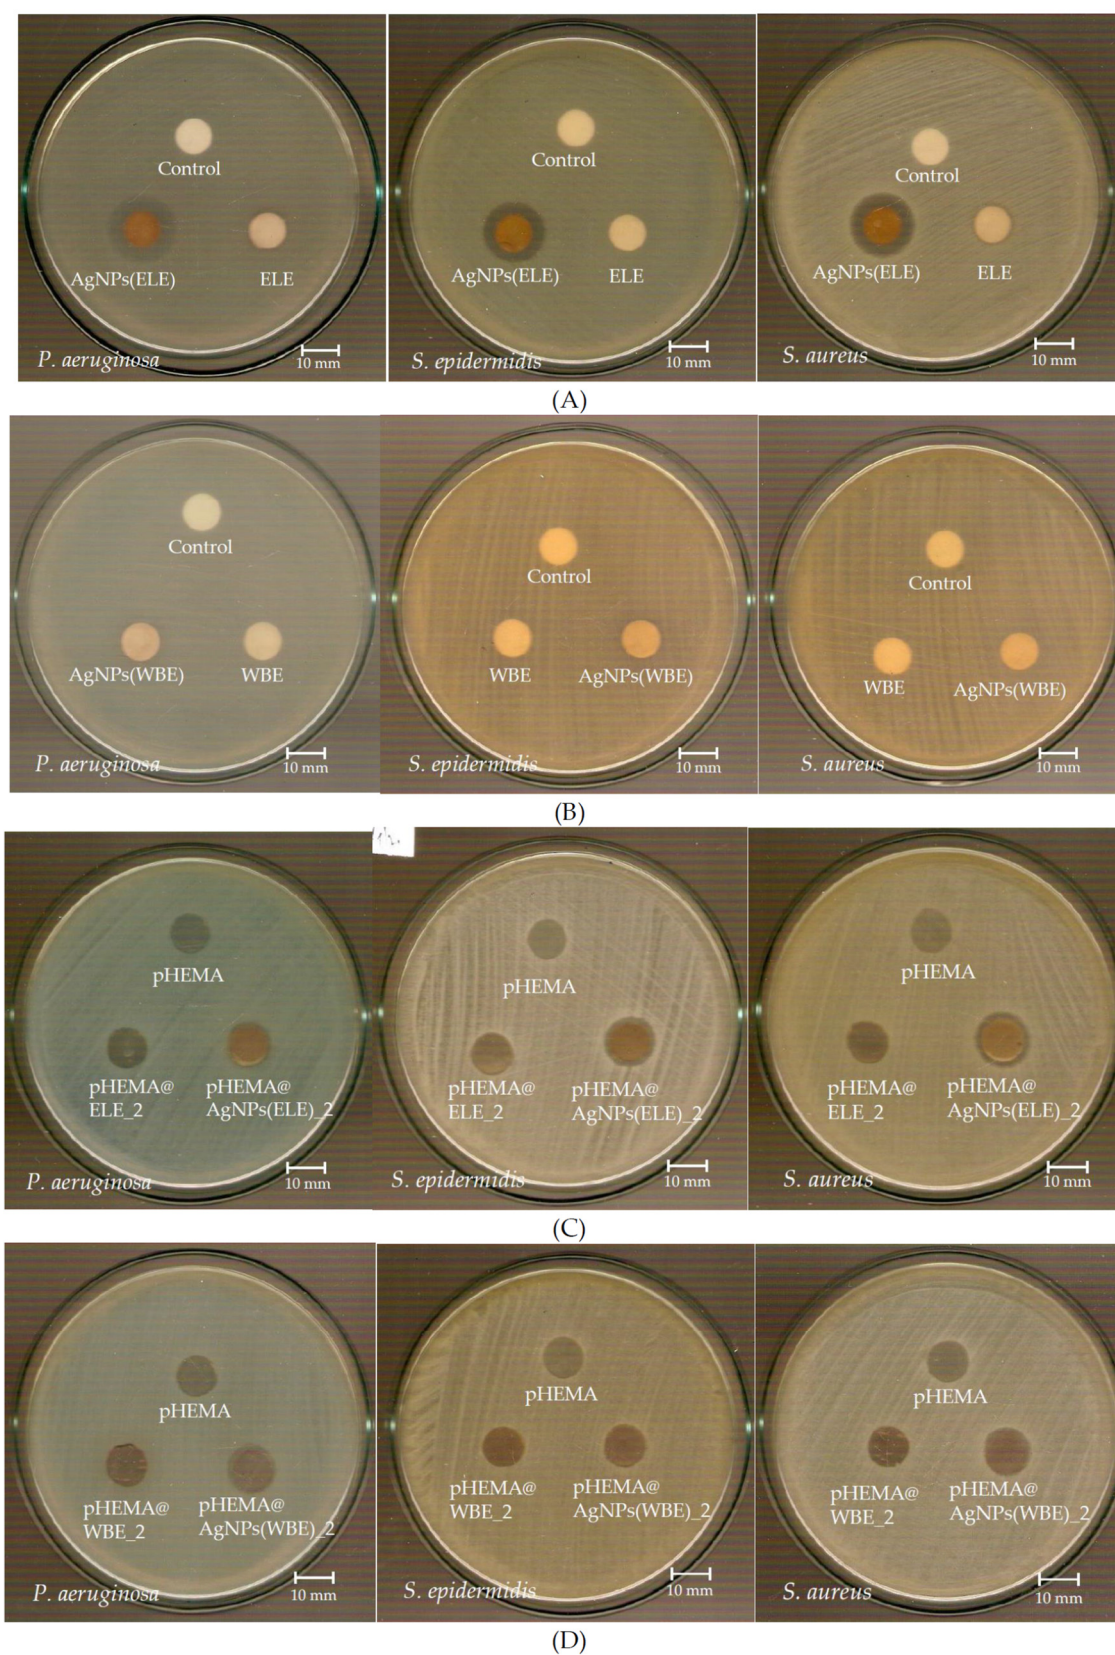 Control
AgNPs(ELE)
ELE
P. aeruginosa
10 mm
Control
AgNPs(ELE)
ELE
S. epidermidis
10 mm
Control
AgNPs(ELE)
ELE
S. aureus
10 mm
(A)
Control
AgNPs(WBE)
WBE
P. aeruginosa
10 mm
Control
WBE
AgNPs(WBE)
S. epidermidis
10 mm
Control
WBE
AgNPs(WBE)
S. aureus
10 mm
(B)
pHEMA
pHEMA@
ELE_2
pHEMA@
AgNPs(ELE)_2
P. aeruginosa
10 mm
pHEMA
pHEMA@
ELE_2
pHEMA@
AgNPs(ELE)_2
S. epidermidis
10 mm
pHEMA
pHEMA@
ELE_2
pHEMA@
AgNPs(ELE)_2
S. aureus
10 mm
(C)
pHEMA
pHEMA@
WBE_2
pHEMA@
AgNPs(WBE)_2
P. aeruginosa
10 mm
pHEMA
pHEMA@
WBE_2
pHEMA@
AgNPs(WBE)_2
S. epidermidis
10 mm
pHEMA
pHEMA@
WBE_2
pHEMA@
AgNPs(WBE)_2
S. aureus
10 mm
(D)